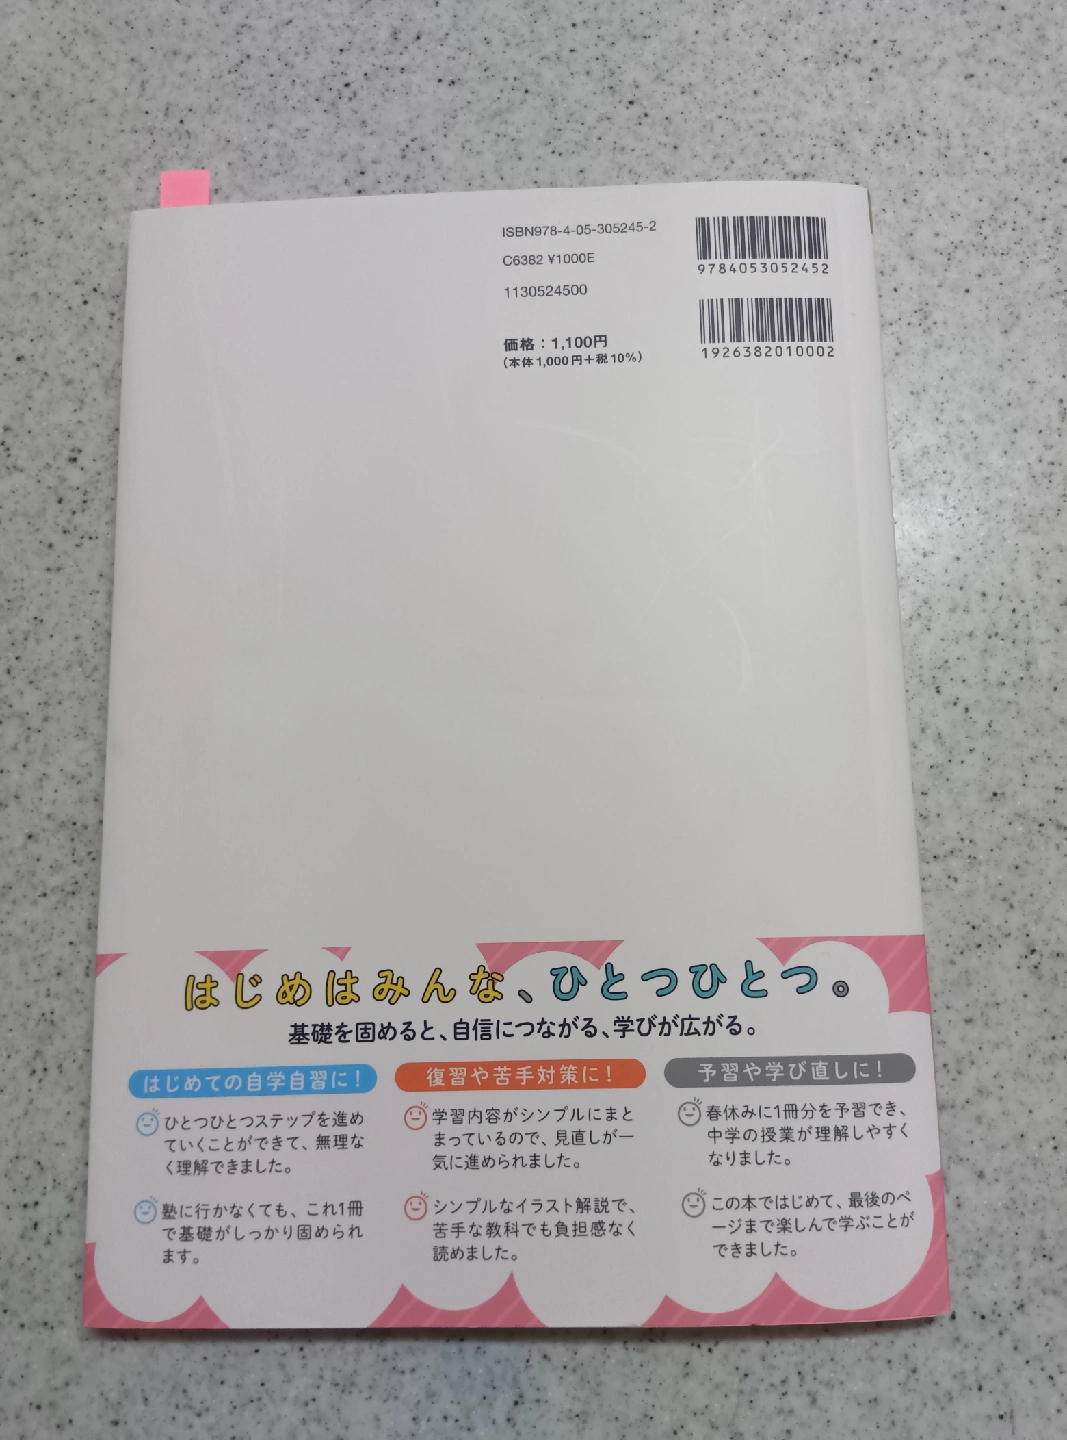 ISBN978-4-05-305245-2
C6382 ¥1000E
1130524500
価格：1,100円
（本体1,000円＋税10%）
9784053052452
1926382010002
はじめはみんな、ひとつひとつ。
基礎を固めると、自信につながる、学びが広がる。
はじめての自学自習に！
ひとつひとつステップを進め
ていくことができて、無理な
く理解できました。
塾に行かなくても、これ1冊
で基礎がしっかり固められ
ます。
復習や苦手対策に！
学習内容がシンプルにまと
まっているので、見直しが一
気に進められました。
シンプルなイラスト解説で、
苦手な教科でも負担感なく
読めました。
予習や学び直しに！
春休みに1冊分を予習でき、
中学の授業が理解しやすく
なりました。
この本ではじめて、最後のペ
ージまで楽しんで学ぶことが
できました。